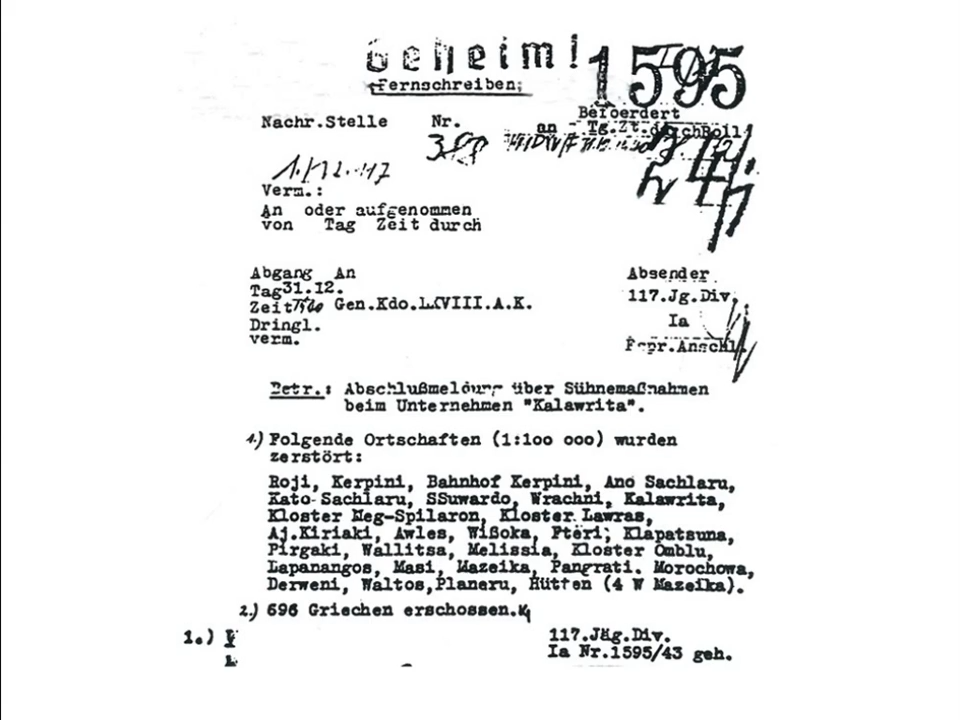 Geheim!
Fernschreiben;
1595
Nachr.Stelle Nr. Befoerdert
an Tg.Zt.durchRoll
Verm.:
An oder aufgenommen
von Tag Zeit durch
Abgang An Absender
Tag31.12. 117.Jg.Div.
Zeit Gen.Kdo.LXVIII.A.K. Ia
Dringl.
verm. Fspr.Anschl.
Betr.: Abschlußmeldung über Sühnemaßnahmen
beim Unternehmen "Kalawrita".
1.) Folgende Ortschaften (1:100 000) wurden
zerstört:
Roji, Kerpini, Bahnhof Kerpini, Ano Sachlaru,
Kato-Sachlaru, SSuwardo, Wrachni, Kalawrita,
Kloster Meg-Spilaron, Kloster Lawras,
Aj.Kiriaki, Awles, Wißoka, Pteri, Klapatsuna,
Pirgaki, Wallitsa, Melissia, Kloster Omblu,
Lapanangos, Masi, Mazeika, Pangrati. Morochowa,
Derweni, Waltos,Planeru, Hütten (4 W Mazeika).
2.) 696 Griechen erschossen.
1.) 117.Jäg.Div.
Ia Nr.1595/43 geh.